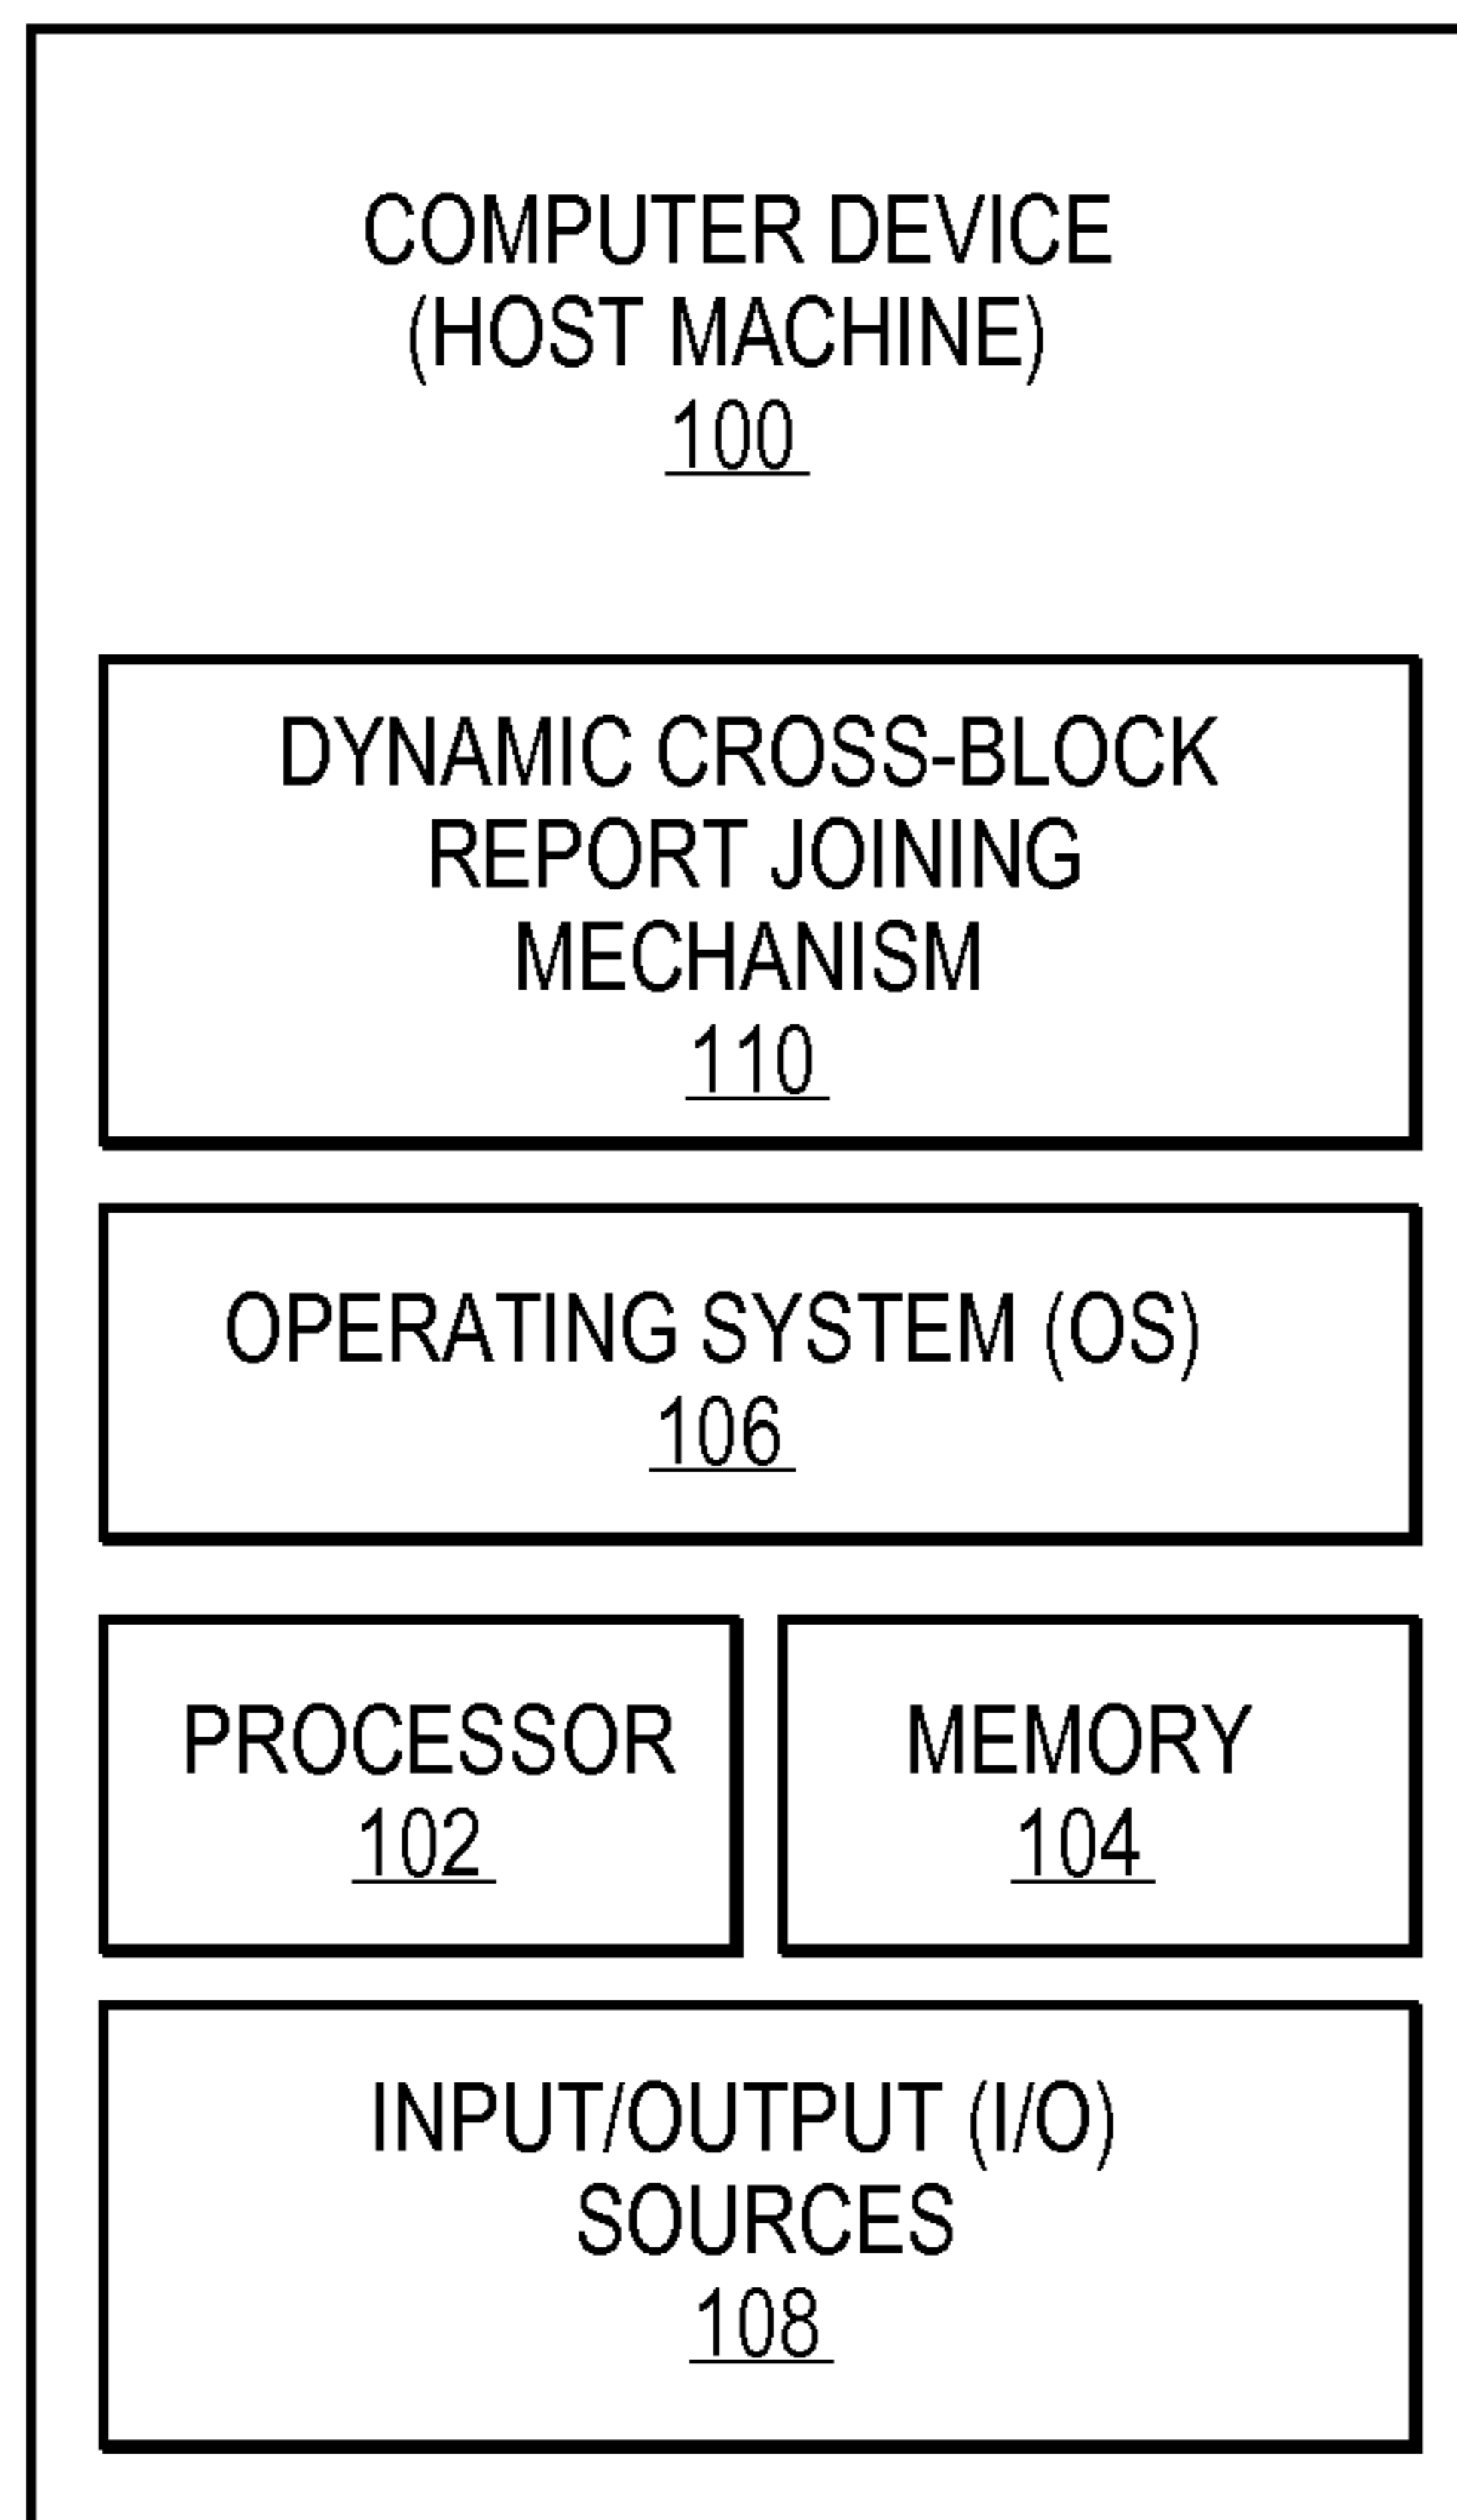 COMPUTER DEVICE
(HOST MACHINE)
100
DYNAMIC CROSS-BLOCK
REPORT JOINING
MECHANISM
110
OPERATING SYSTEM (OS)
106
PROCESSOR
102
MEMORY
104
INPUT/OUTPUT (I/O)
SOURCES
108